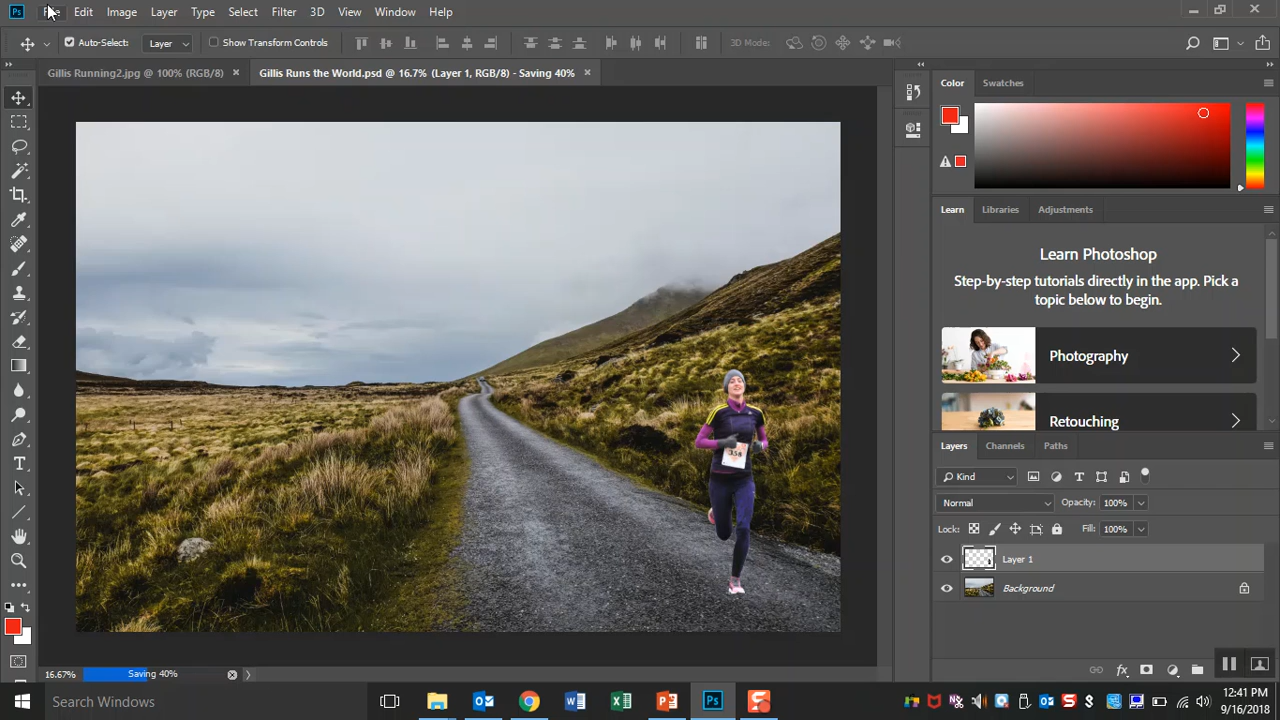 Ps File Edit Image Layer Type Select Filter 3D View Window Help
Auto-Select: Layer Show Transform Controls 3D Mode:
Gillis Running2.jpg @ 100% (RGB/8) × Gillis Runs the World.psd @ 16.7% (Layer 1, RGB/8) - Saving 40% ×
Color Swatches
Learn Libraries Adjustments
Learn Photoshop
Step-by-step tutorials directly in the app. Pick a
topic below to begin.
Photography
Retouching
Layers Channels Paths
Kind
Normal Opacity: 100%
Lock: Fill: 100%
Layer 1
Background
358
16.67% Saving 40%
Search Windows
12:41 PM
9/16/2018